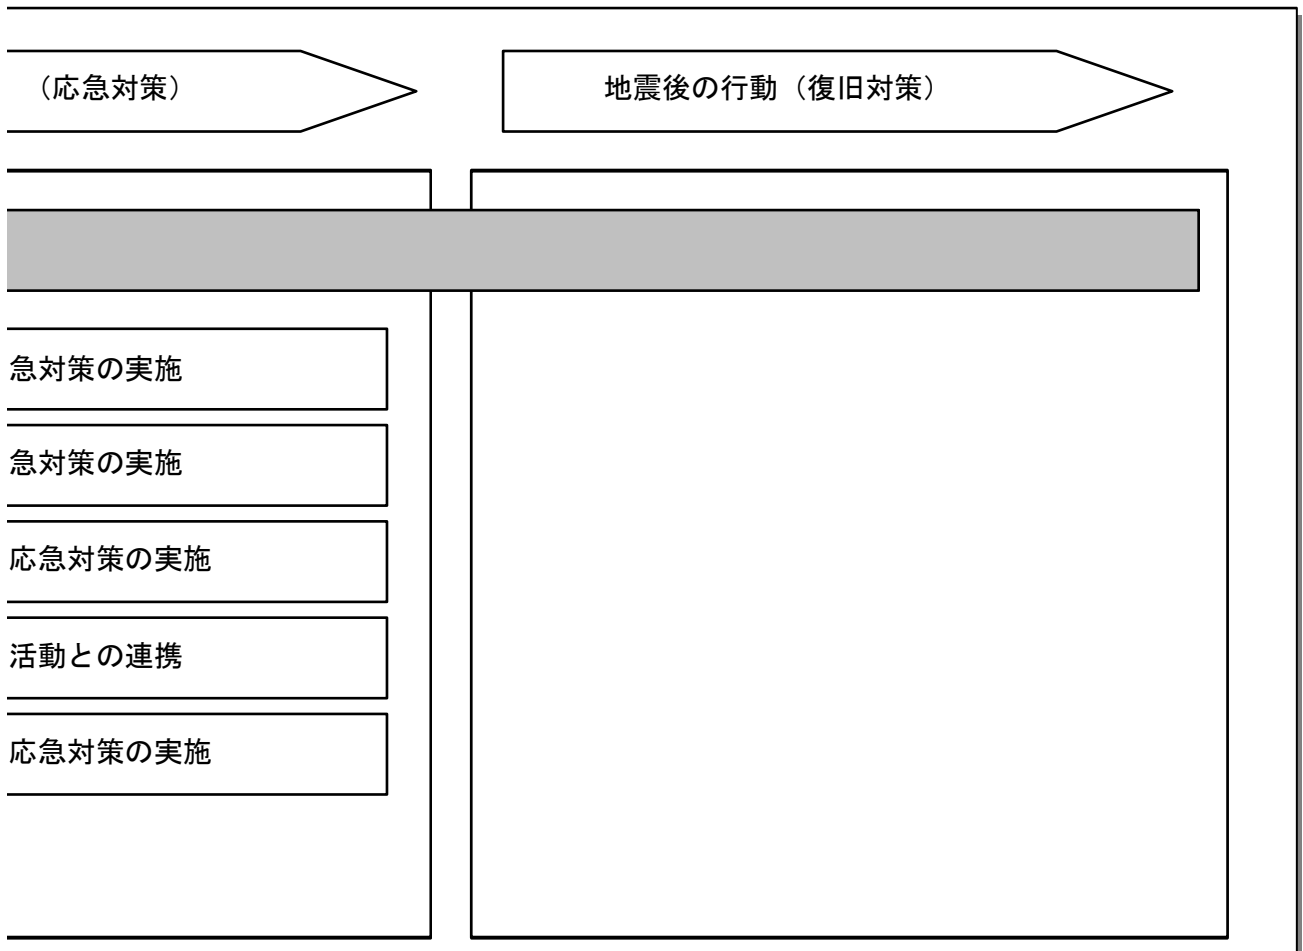 （応急対策）
地震後の行動（復旧対策）
急対策の実施
急対策の実施
応急対策の実施
活動との連携
応急対策の実施